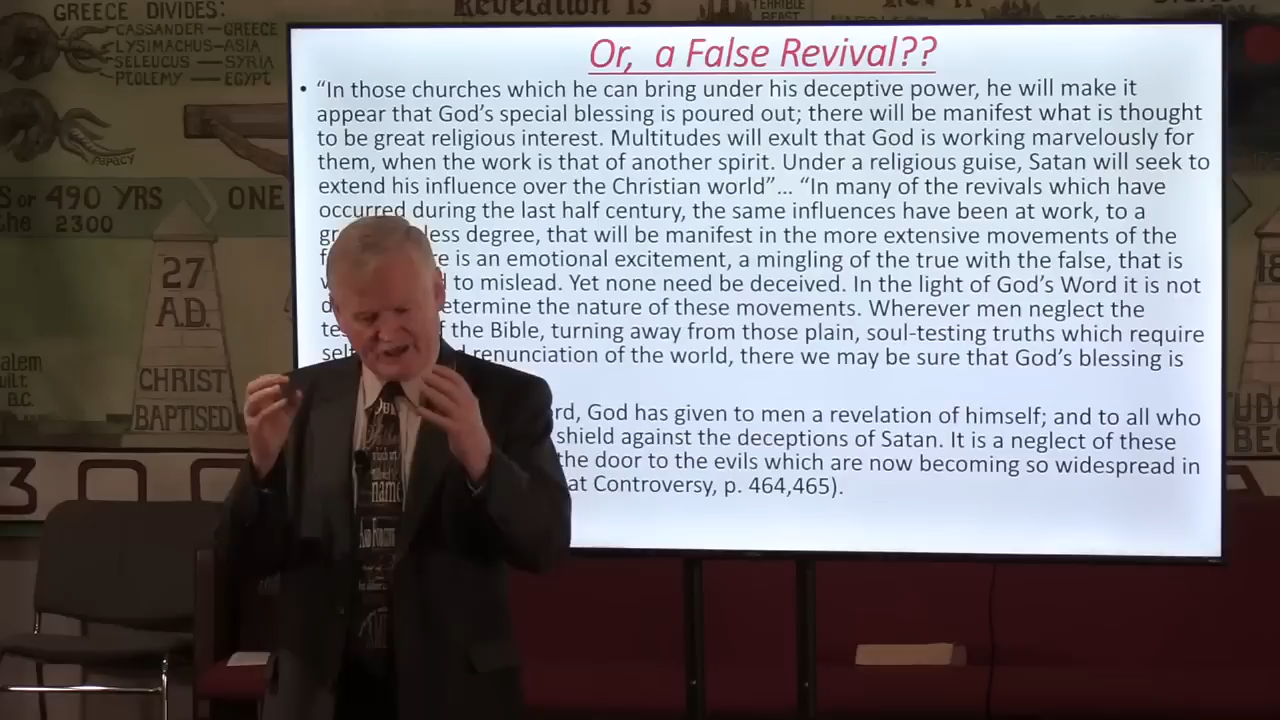 GREECE DIVIDES:
CASSANDER — GREECE
LYSIMACHUS — ASIA
SELEUCUS — SYRIA
PTOLEMY — EGYPT
PAPACY
Revelation 13
TERRIBLE
BEAST
S or 490 YRS
ONE
the 2300
27
A.D.
CHRIST
BAPTISED
B.C.
Or, a False Revival??
• “In those churches which he can bring under his deceptive power, he will make it
appear that God’s special blessing is poured out; there will be manifest what is thought
to be great religious interest. Multitudes will exult that God is working marvelously for
them, when the work is that of another spirit. Under a religious guise, Satan will seek to
extend his influence over the Christian world”... “In many of the revivals which have
occurred during the last half century, the same influences have been at work, to a
less degree, that will be manifest in the more extensive movements of the
is an emotional excitement, a mingling of the true with the false, that is
to mislead. Yet none need be deceived. In the light of God’s Word it is not
etermine the nature of these movements. Wherever men neglect the
f the Bible, turning away from those plain, soul-testing truths which require
renunciation of the world, there we may be sure that God’s blessing is
rd, God has given to men a revelation of himself; and to all who
shield against the deceptions of Satan. It is a neglect of these
the door to the evils which are now becoming so widespread in
at Controversy, p. 464,465).
name